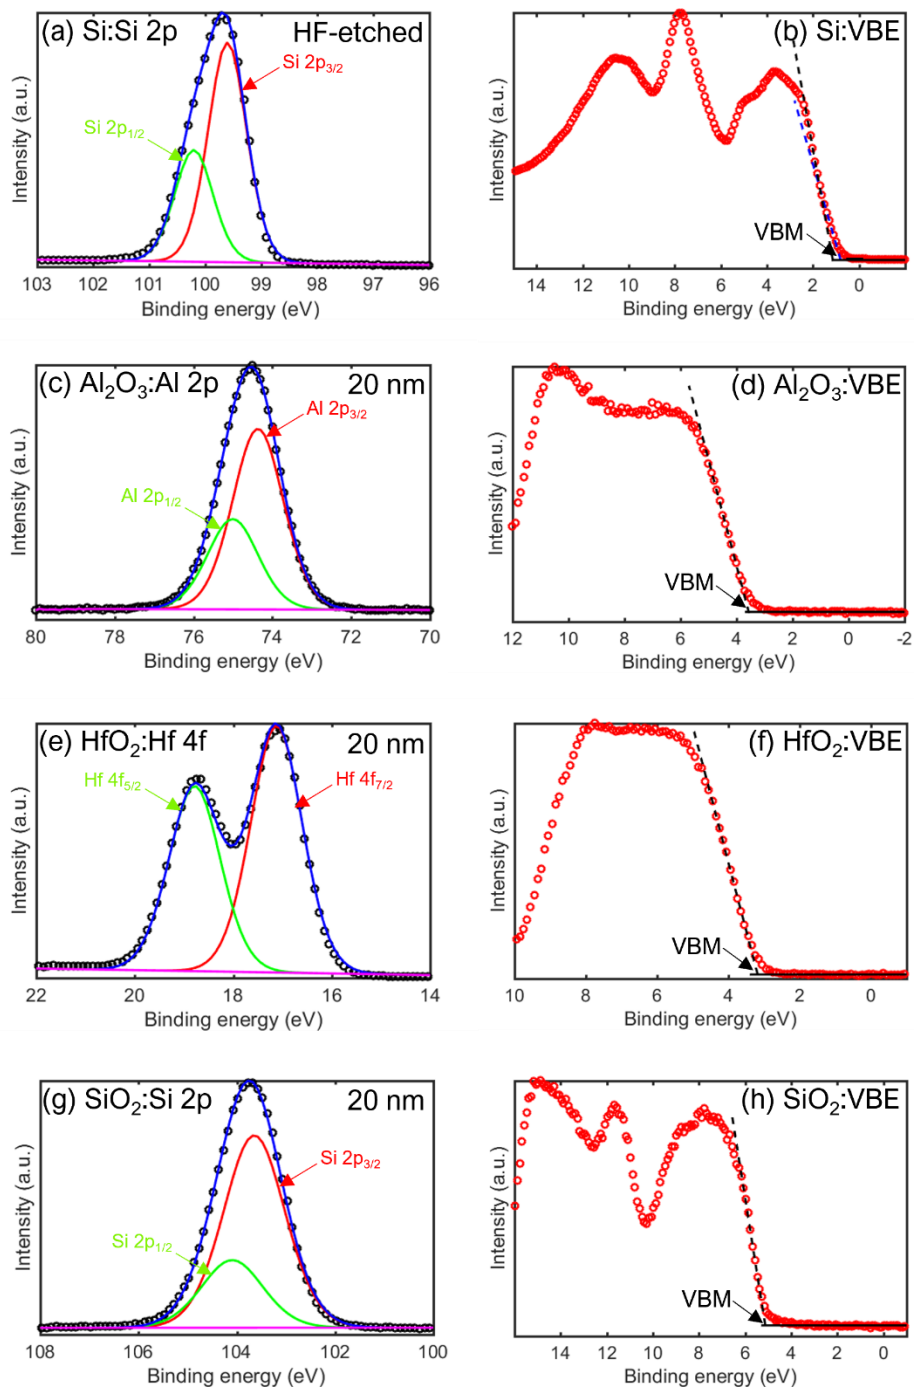 (a) Si:Si 2p HF-etched
Si 2p3/2
Si 2p1/2
Intensity (a.u.)
103 102 101 100 99 98 97 96
Binding energy (eV)
(b) Si:VBE
VBM
Intensity (a.u.)
14 12 10 8 6 4 2 0
Binding energy (eV)
(c) Al2O3:Al 2p 20 nm
Al 2p3/2
Al 2p1/2
Intensity (a.u.)
80 78 76 74 72 70
Binding energy (eV)
(d) Al2O3:VBE
VBM
Intensity (a.u.)
12 10 8 6 4 2 0 -2
Binding energy (eV)
(e) HfO2:Hf 4f 20 nm
Hf 4f5/2
Hf 4f7/2
Intensity (a.u.)
22 20 18 16 14
Binding energy (eV)
(f) HfO2:VBE
VBM
Intensity (a.u.)
10 8 6 4 2 0
Binding energy (eV)
(g) SiO2:Si 2p 20 nm
Si 2p3/2
Si 2p1/2
Intensity (a.u.)
108 106 104 102 100
Binding energy (eV)
(h) SiO2:VBE
VBM
Intensity (a.u.)
14 12 10 8 6 4 2 0
Binding energy (eV)